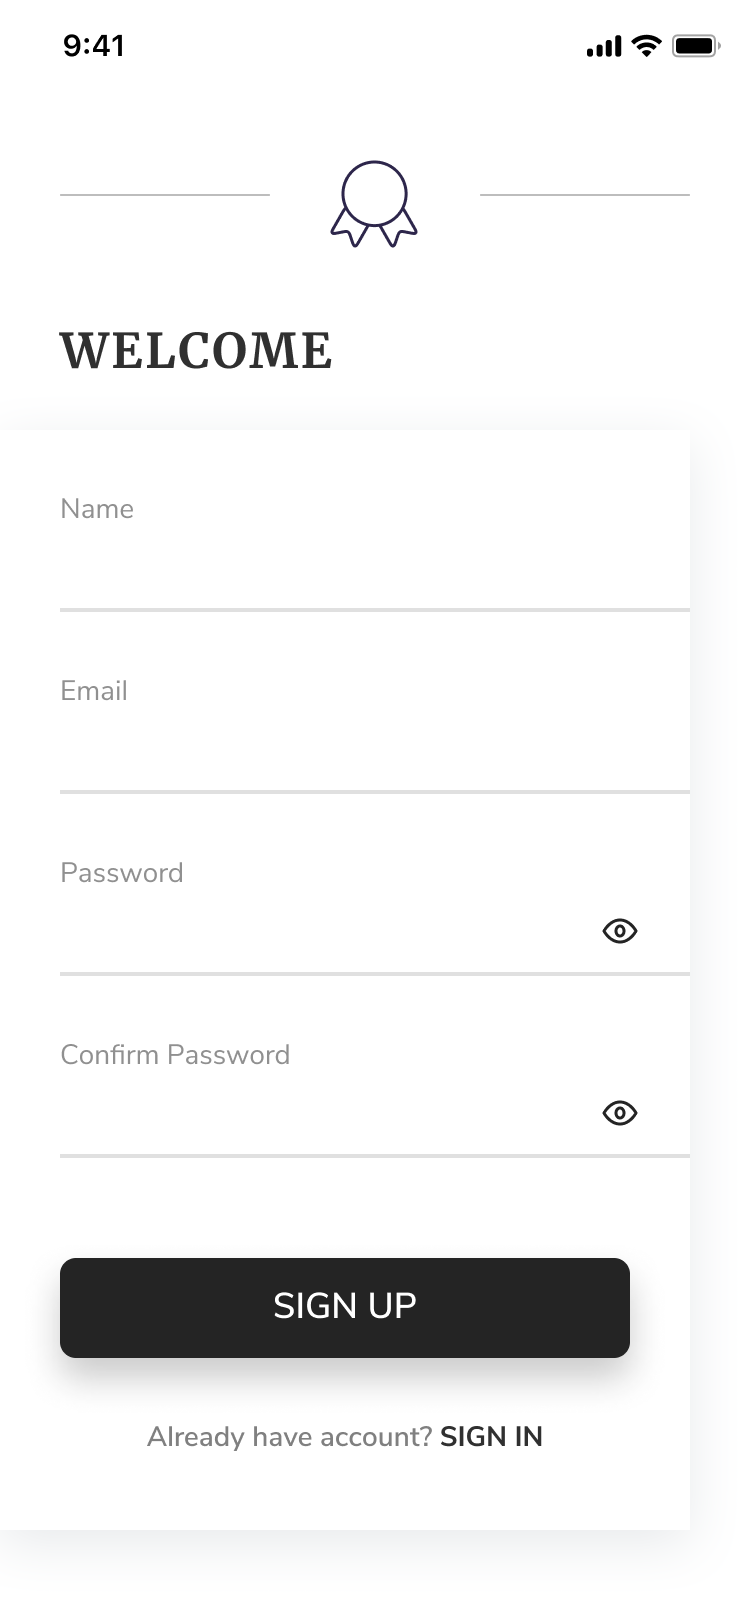 9:41
WELCOME
Name
Email
Password
Confirm Password
SIGN UP
Already have account? SIGN IN